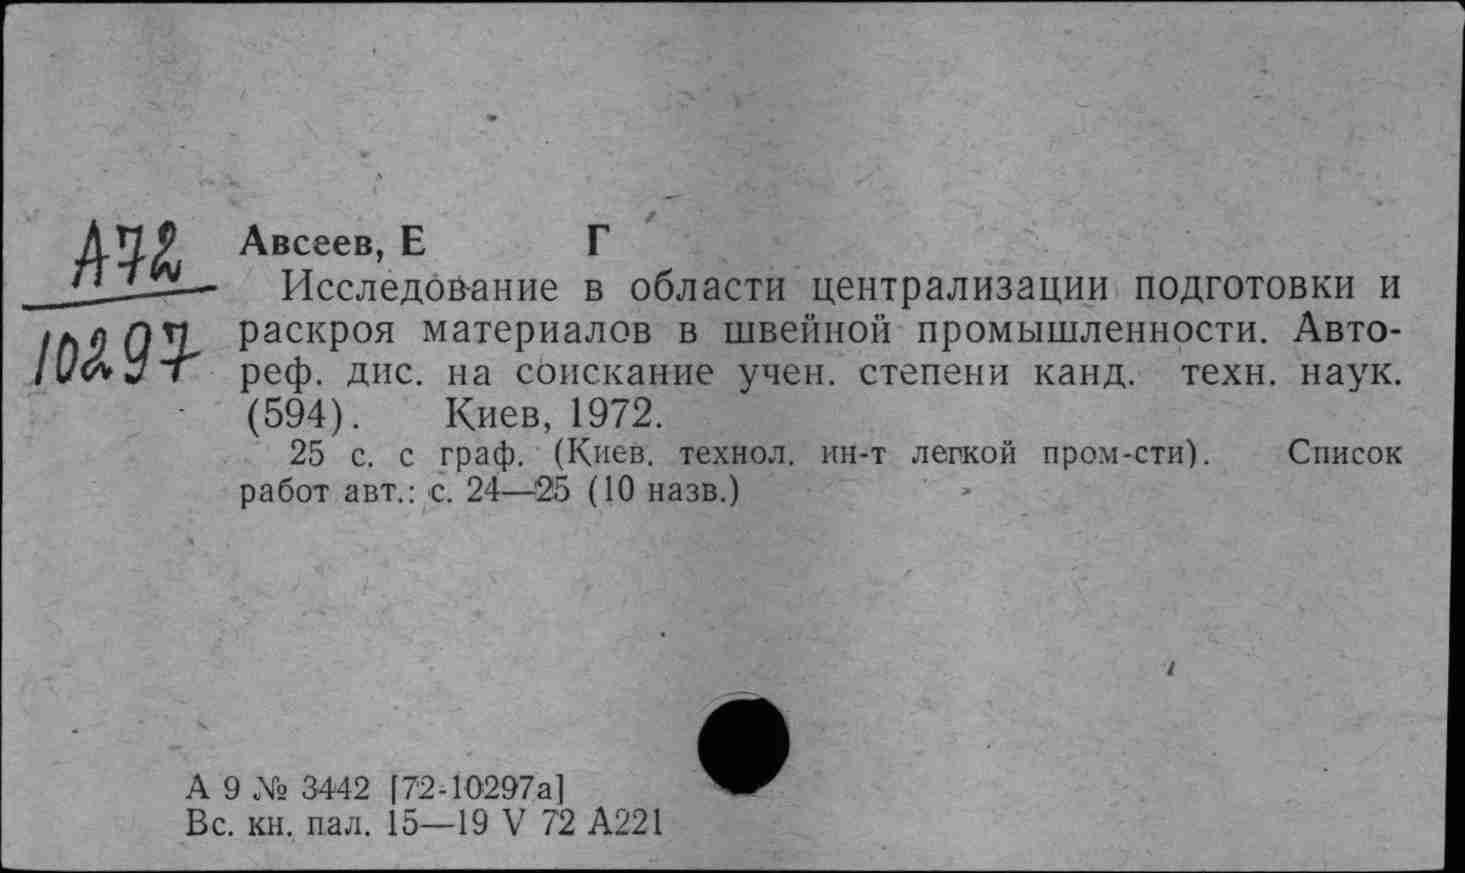 А72
10297
Авсеев, Е Г
Исследование в области централизации подготовки и
раскроя материалов в швейной промышленности. Авто-
реф. дис. на соискание учен. степени канд. техн. наук.
(594). Киев, 1972.
25 с. с граф. (Киев. технол. ин-т легкой пром-сти). Список
работ авт.: с. 24—25 (10 назв.)
А 9 № 3442 [72-10297а]
Вс. кн. пал. 15—19 V 72 А221